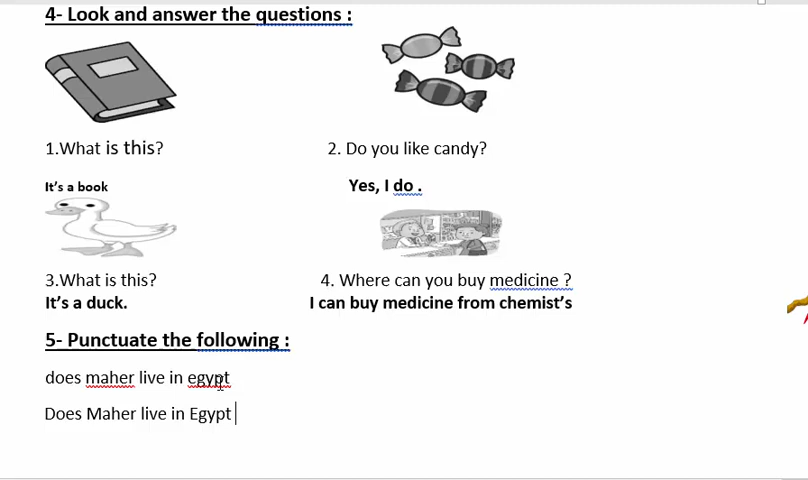 4- Look and answer the questions :
1.What is this?
2. Do you like candy?
It's a book
Yes, I do .
3.What is this?
4. Where can you buy medicine ?
It's a duck.
I can buy medicine from chemist's
5- Punctuate the following :
does maher live in egypt
Does Maher live in Egypt